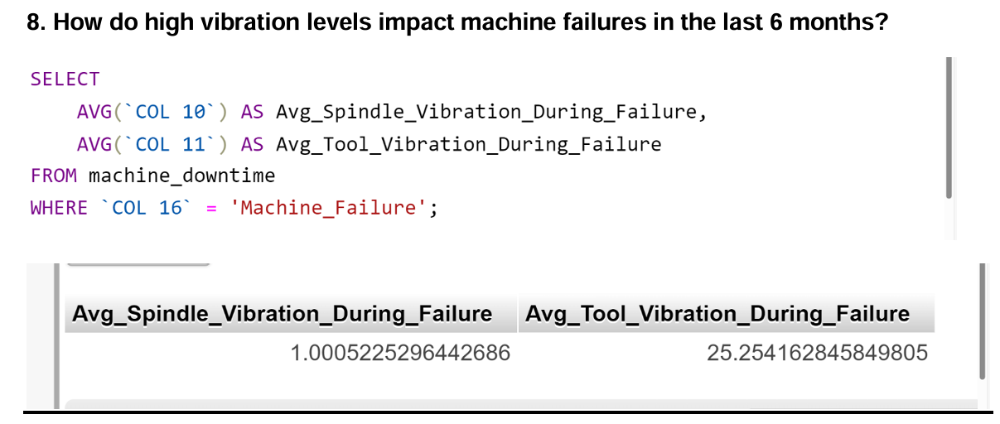 8. How do high vibration levels impact machine failures in the last 6 months?
SELECT
AVG(`COL 10`) AS Avg_Spindle_Vibration_During_Failure,
AVG(`COL 11`) AS Avg_Tool_Vibration_During_Failure
FROM machine_downtime
WHERE `COL 16` = 'Machine_Failure';
Avg_Spindle_Vibration_During_Failure Avg_Tool_Vibration_During_Failure
1.0005225296442686 25.254162845849805